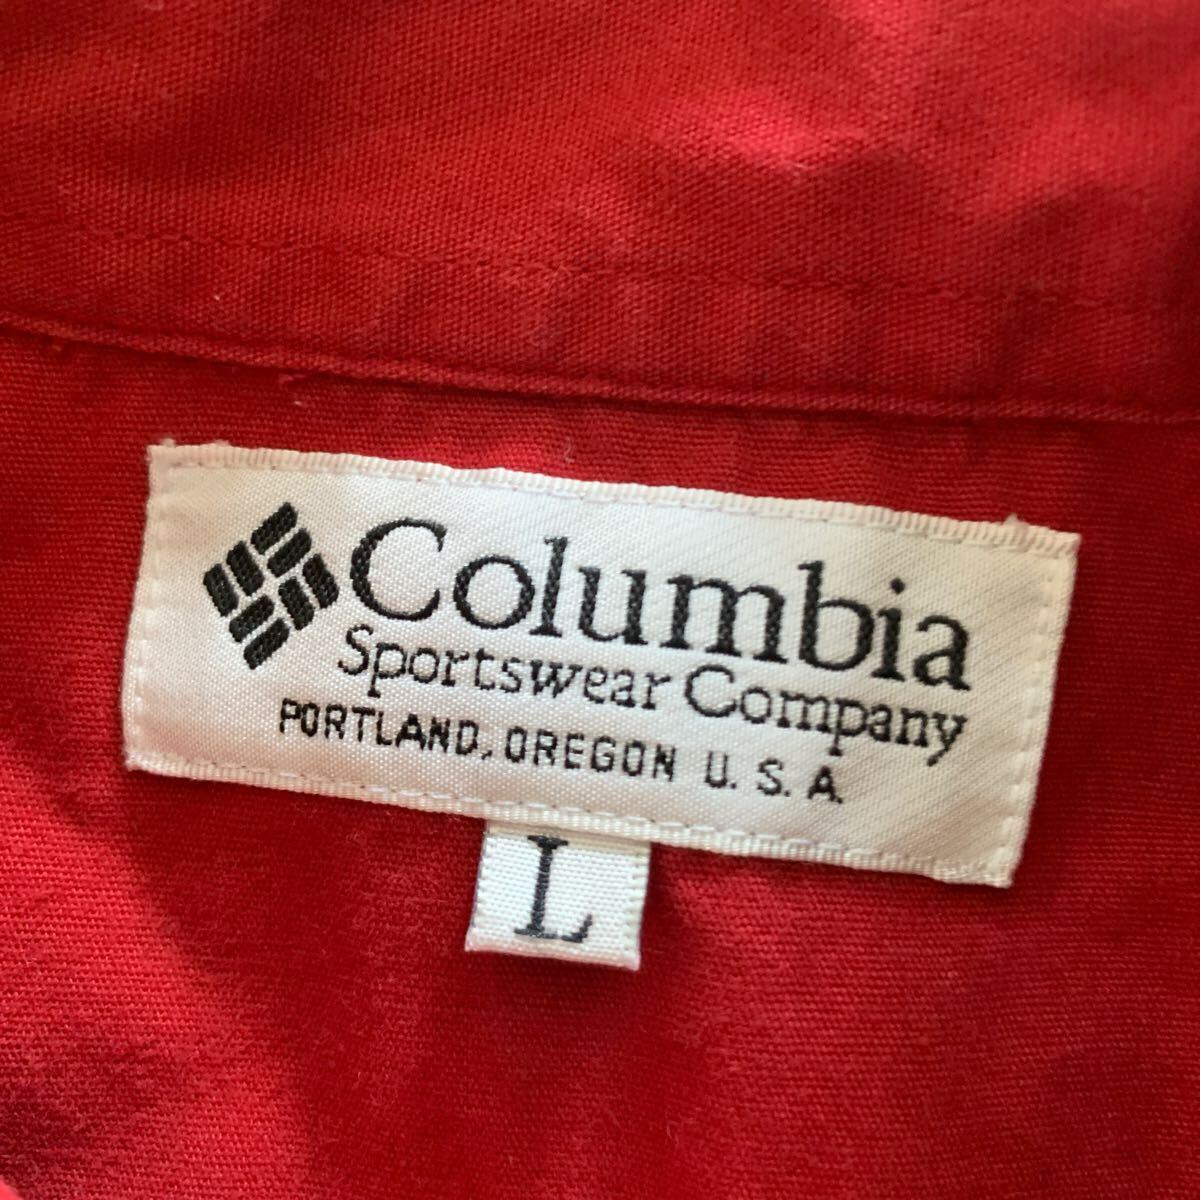 Columbia
Sportswear Company
PORTLAND, OREGON U.S.A.
L